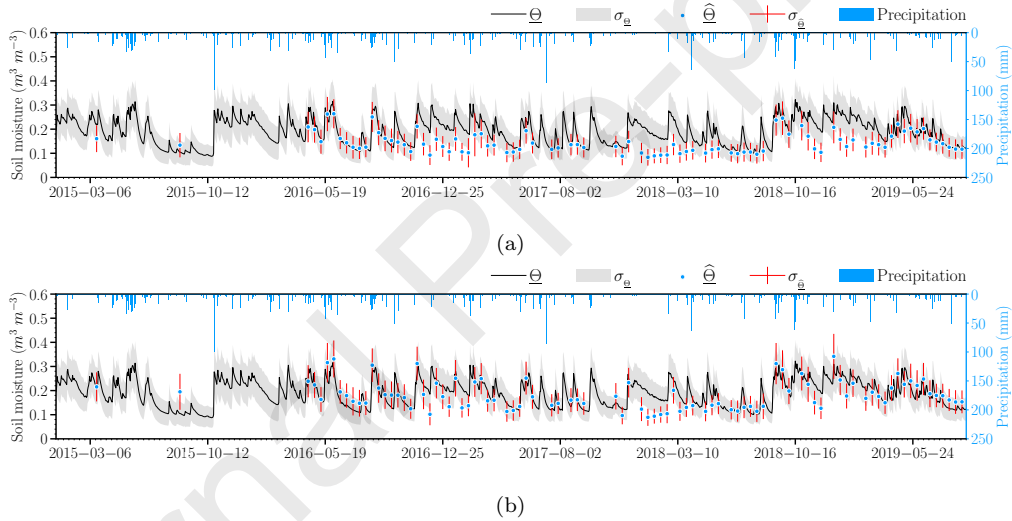 Θ σ_Θ Θ̂ σ_Θ̂ Precipitation
0.6 0
0.5 50
0.4 100
0.3 150
0.2 200
0.1 250
0
Soil moisture (m³ m⁻³)
Precipitation (mm)
2015−03−06 2015−10−12 2016−05−19 2016−12−25 2017−08−02 2018−03−10 2018−10−16 2019−05−24
(a)
Θ σ_Θ Θ̂ σ_Θ̂ Precipitation
0.6 0
0.5 50
0.4 100
0.3 150
0.2 200
0.1 250
0
Soil moisture (m³ m⁻³)
Precipitation (mm)
2015−03−06 2015−10−12 2016−05−19 2016−12−25 2017−08−02 2018−03−10 2018−10−16 2019−05−24
(b)
rnal Pre-p